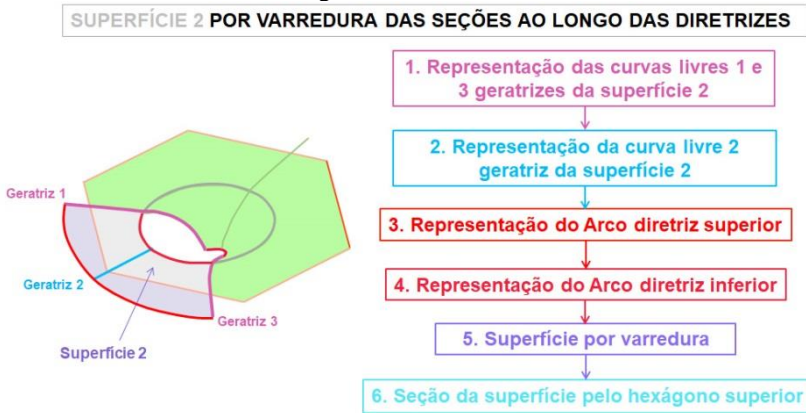 SUPERFÍCIE 2 POR VARREDURA DAS SEÇÕES AO LONGO DAS DIRETRIZES
1. Representação das curvas livres 1 e
3 geratrizes da superfície 2
2. Representação da curva livre 2
geratriz da superfície 2
3. Representação do Arco diretriz superior
4. Representação do Arco diretriz inferior
5. Superfície por varredura
6. Seção da superfície pelo hexágono superior
Geratriz 1
Geratriz 2
Geratriz 3
Superfície 2